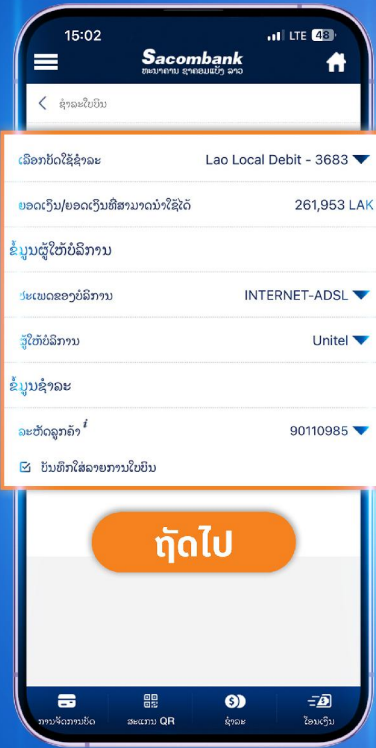 15:02 LTE 48
Sacombank
ທະນາຄານ ຊາຄອມແບັງ ລາວ
ຊໍາລະໃບບິນ
ເລືອກບັດໃຊ້ຊໍາລະ Lao Local Debit - 3683
ຍອດເງິນ/ຍອດເງິນທີ່ສາມາດນໍາໃຊ້ໄດ້ 261,953 LAK
ຂໍ້ມູນຜູ້ໃຫ້ບໍລິການ
ປະເພດຂອງບໍລິການ INTERNET-ADSL
ຜູ້ໃຫ້ບໍລິການ Unitel
ຂໍ້ມູນຊໍາລະ
ລະຫັດລູກຄ້າ i 90110985
ບັນທຶກໃສ່ລາຍການໃບບິນ
ຖັດໄປ
ການຈັດການບັດ ສະແກນ QR ຊໍາລະ ໂອນເງິນ